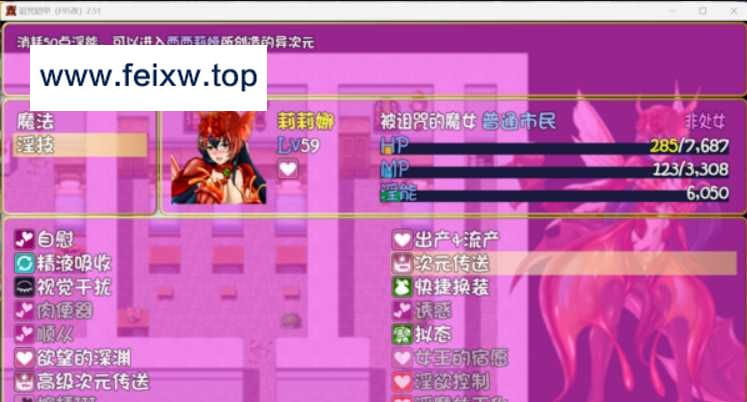 诅咒铠甲
7.51
消耗50点淫能,可以进入西西莉娅所创造的异次元
www.feixw.top
魔法
淫技
莉莉娜
Lv59
被诅咒的魔女 普通市民
非处女
HP 285/7,687
MP 123/3,308
淫能 6,050
自慰
出产&流产
精液吸收
次元传送
视觉干扰
快捷换装
肉便器
诱惑
顺从
拟态
欲望的深渊
女王的宿愿
高级次元传送
淫欲控制